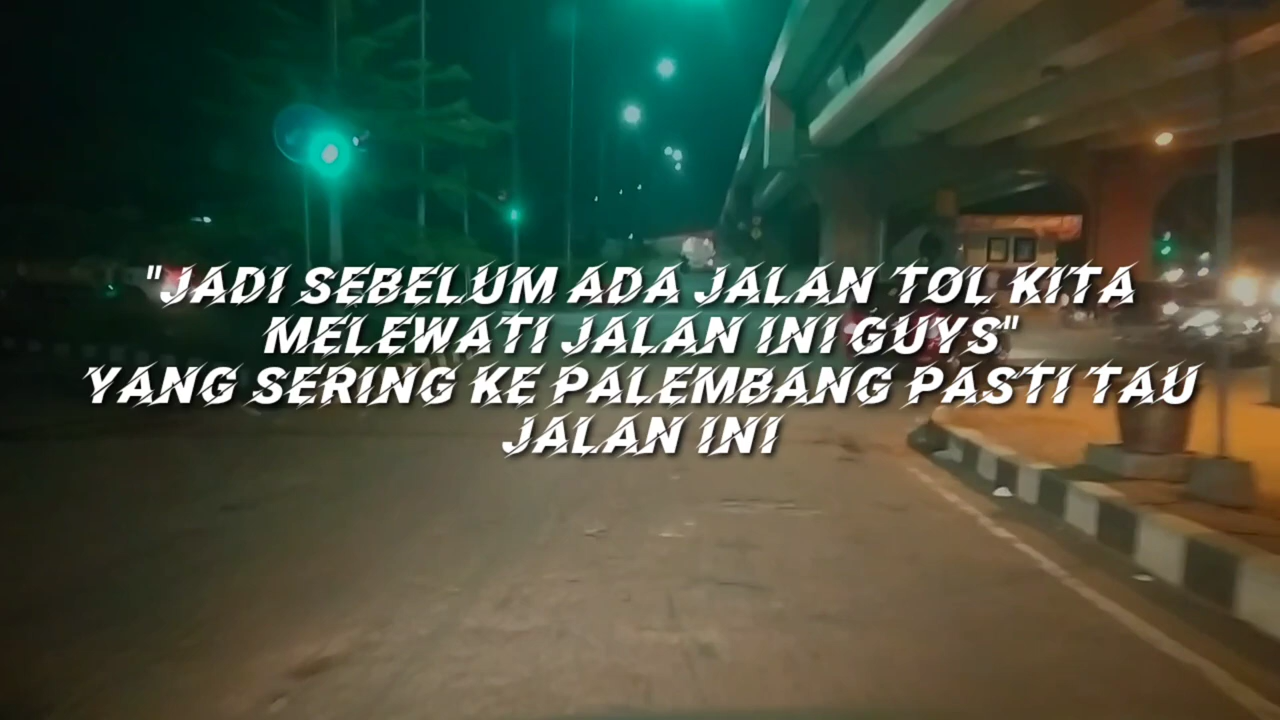 "JADI SEBELUM ADA JALAN TOL KITA
MELEWATI JALAN INI GUYS"
YANG SERING KE PALEMBANG PASTI TAU
JALAN INI